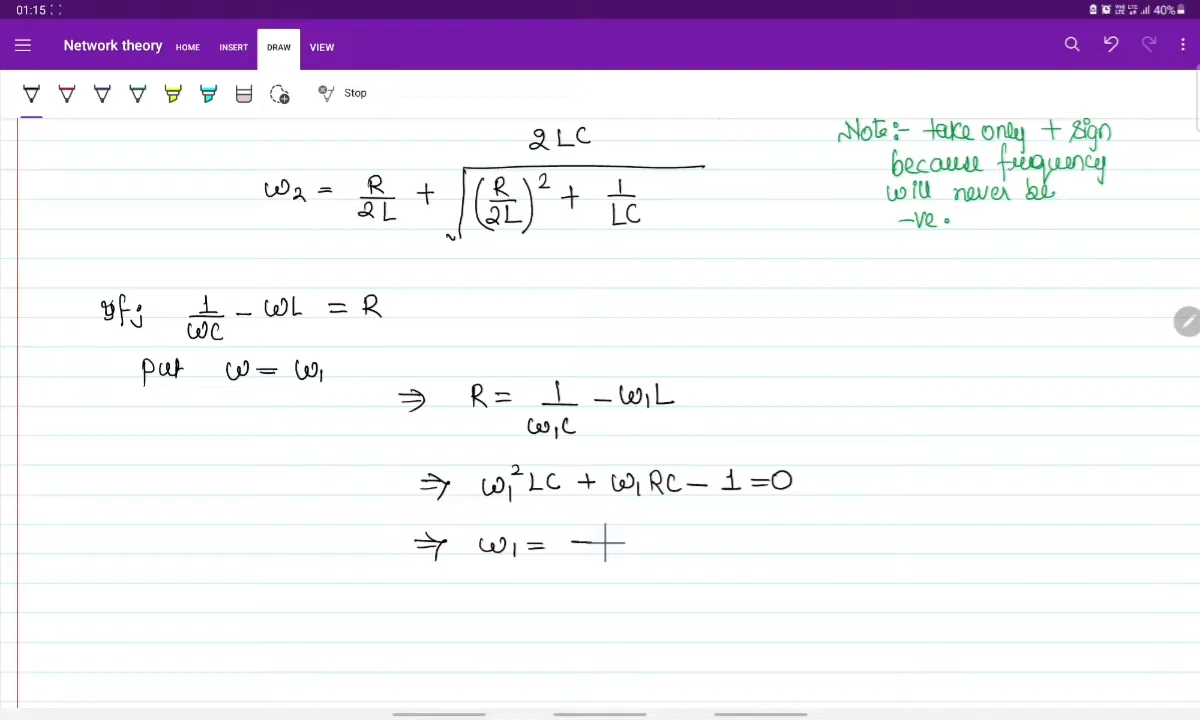 01:15
40%
Network theory HOME INSERT DRAW VIEW
Stop
2LC
ω₂ = R/2L + √((R/2L)² + 1/LC)
Note:- take only + sign
because frequency
will never be
-ve.
If; 1/ωC - ωL = R
put ω = ω₁
⇒ R = 1/ω₁C - ω₁L
⇒ ω₁²LC + ω₁RC - 1 = 0
⇒ ω₁ = -